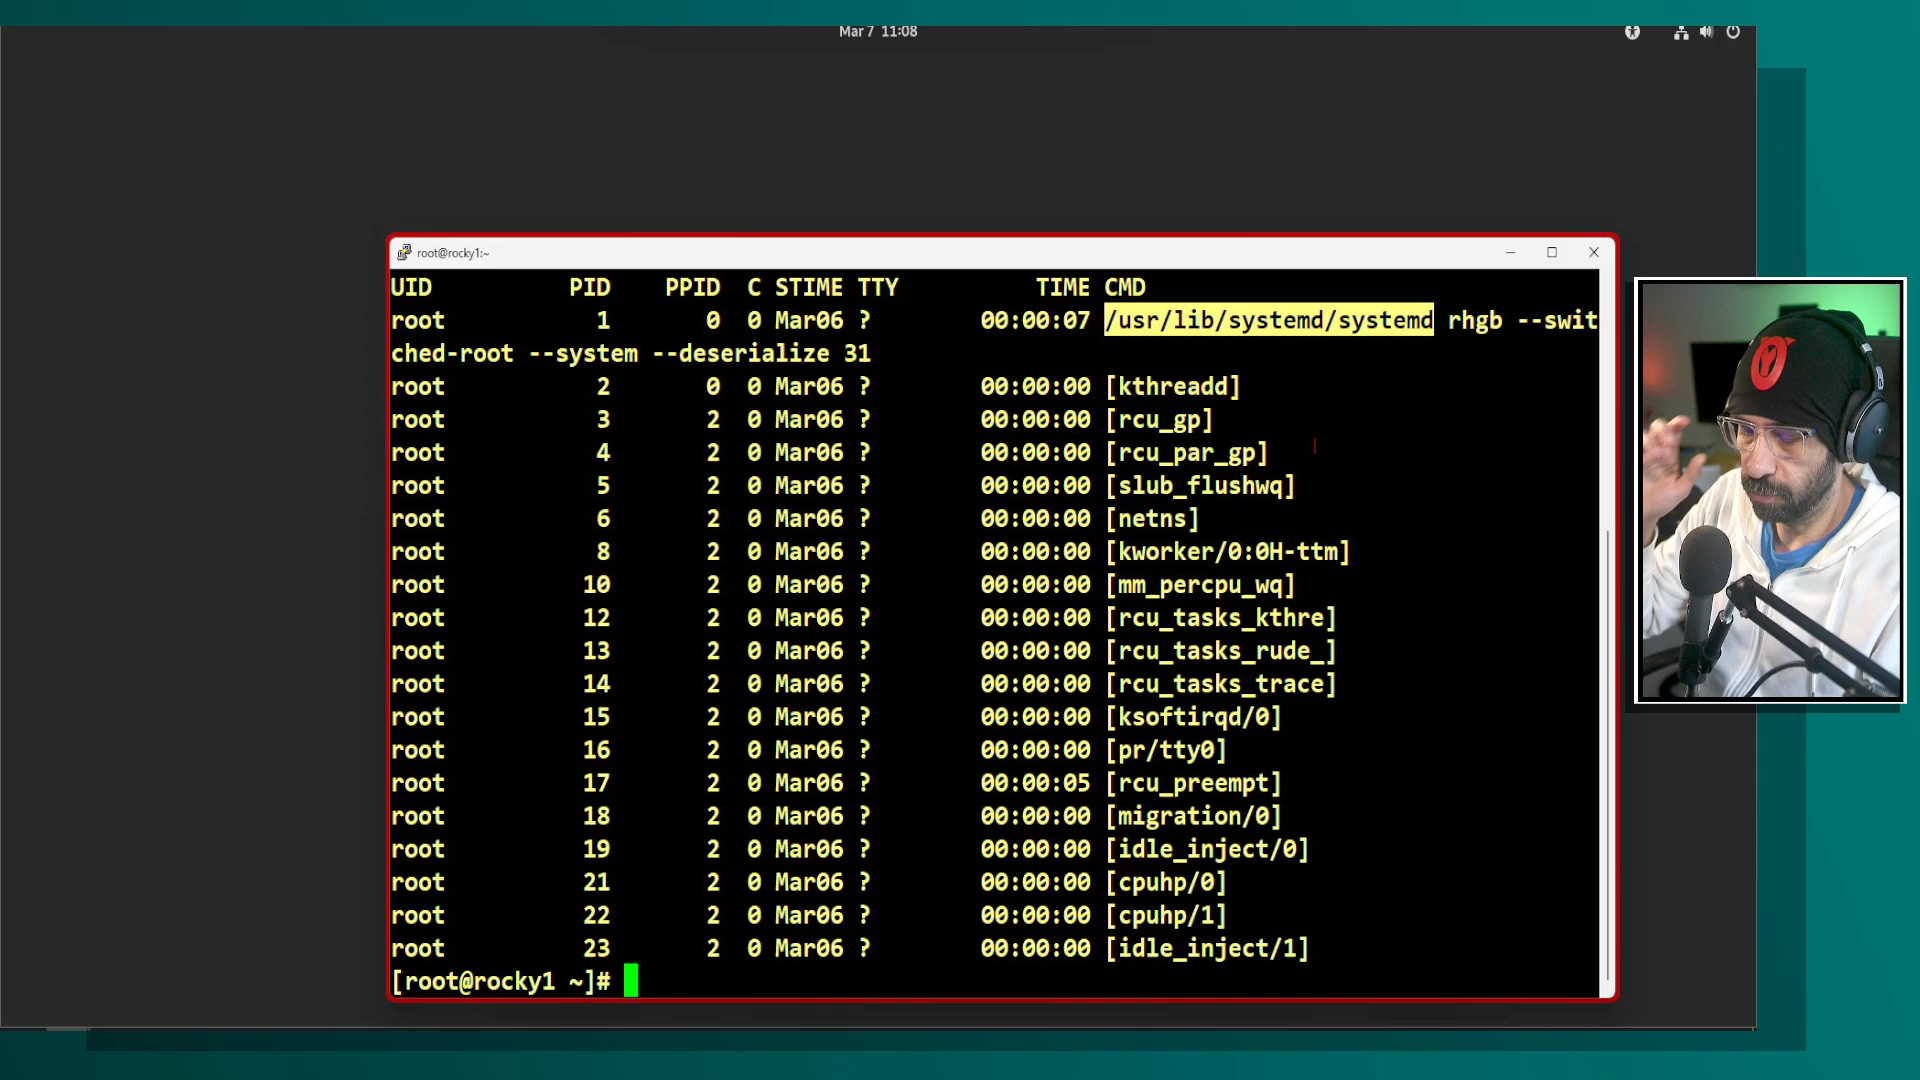 Mar 7 11:08
root@rocky1:~
UID PID PPID C STIME TTY TIME CMD
root 1 0 0 Mar06 ? 00:00:07 /usr/lib/systemd/systemd rhgb --swit
ched-root --system --deserialize 31
root 2 0 0 Mar06 ? 00:00:00 [kthreadd]
root 3 2 0 Mar06 ? 00:00:00 [rcu_gp]
root 4 2 0 Mar06 ? 00:00:00 [rcu_par_gp]
root 5 2 0 Mar06 ? 00:00:00 [slub_flushwq]
root 6 2 0 Mar06 ? 00:00:00 [netns]
root 8 2 0 Mar06 ? 00:00:00 [kworker/0:0H-ttm]
root 10 2 0 Mar06 ? 00:00:00 [mm_percpu_wq]
root 12 2 0 Mar06 ? 00:00:00 [rcu_tasks_kthre]
root 13 2 0 Mar06 ? 00:00:00 [rcu_tasks_rude_]
root 14 2 0 Mar06 ? 00:00:00 [rcu_tasks_trace]
root 15 2 0 Mar06 ? 00:00:00 [ksoftirqd/0]
root 16 2 0 Mar06 ? 00:00:00 [pr/tty0]
root 17 2 0 Mar06 ? 00:00:05 [rcu_preempt]
root 18 2 0 Mar06 ? 00:00:00 [migration/0]
root 19 2 0 Mar06 ? 00:00:00 [idle_inject/0]
root 21 2 0 Mar06 ? 00:00:00 [cpuhp/0]
root 22 2 0 Mar06 ? 00:00:00 [cpuhp/1]
root 23 2 0 Mar06 ? 00:00:00 [idle_inject/1]
[root@rocky1 ~]#